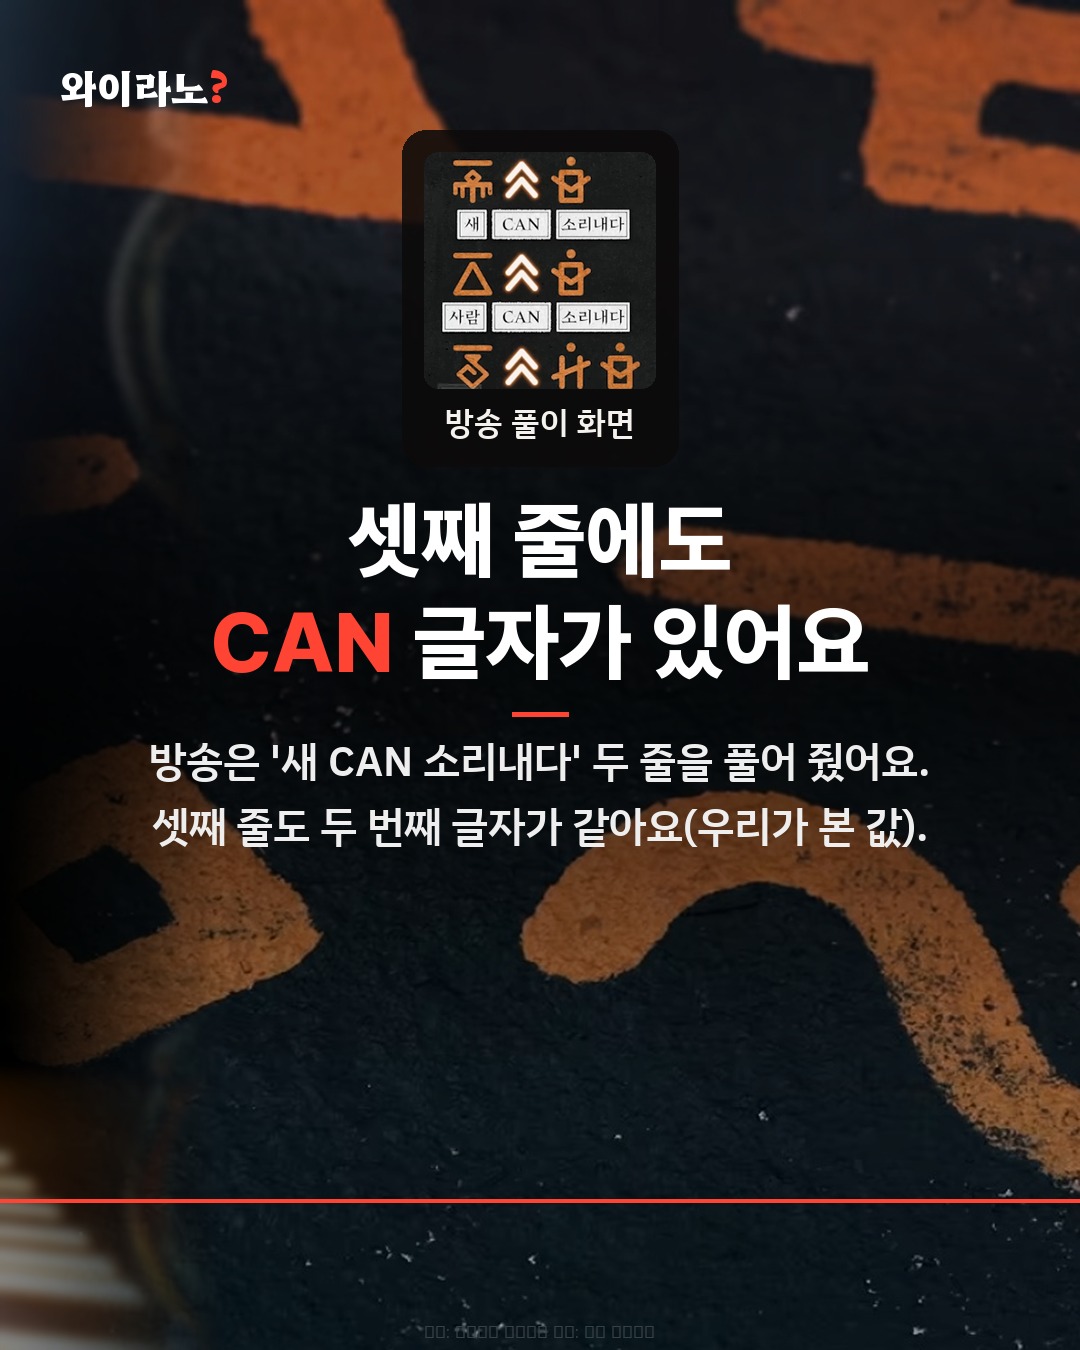 와이라노?
새 CAN 소리내다
사람 CAN 소리내다
방송 풀이 화면
셋째 줄에도
CAN 글자가 있어요
방송은 '새 CAN 소리내다' 두 줄을 풀어 줬어요.
셋째 줄도 두 번째 글자가 같아요(우리가 본 값).